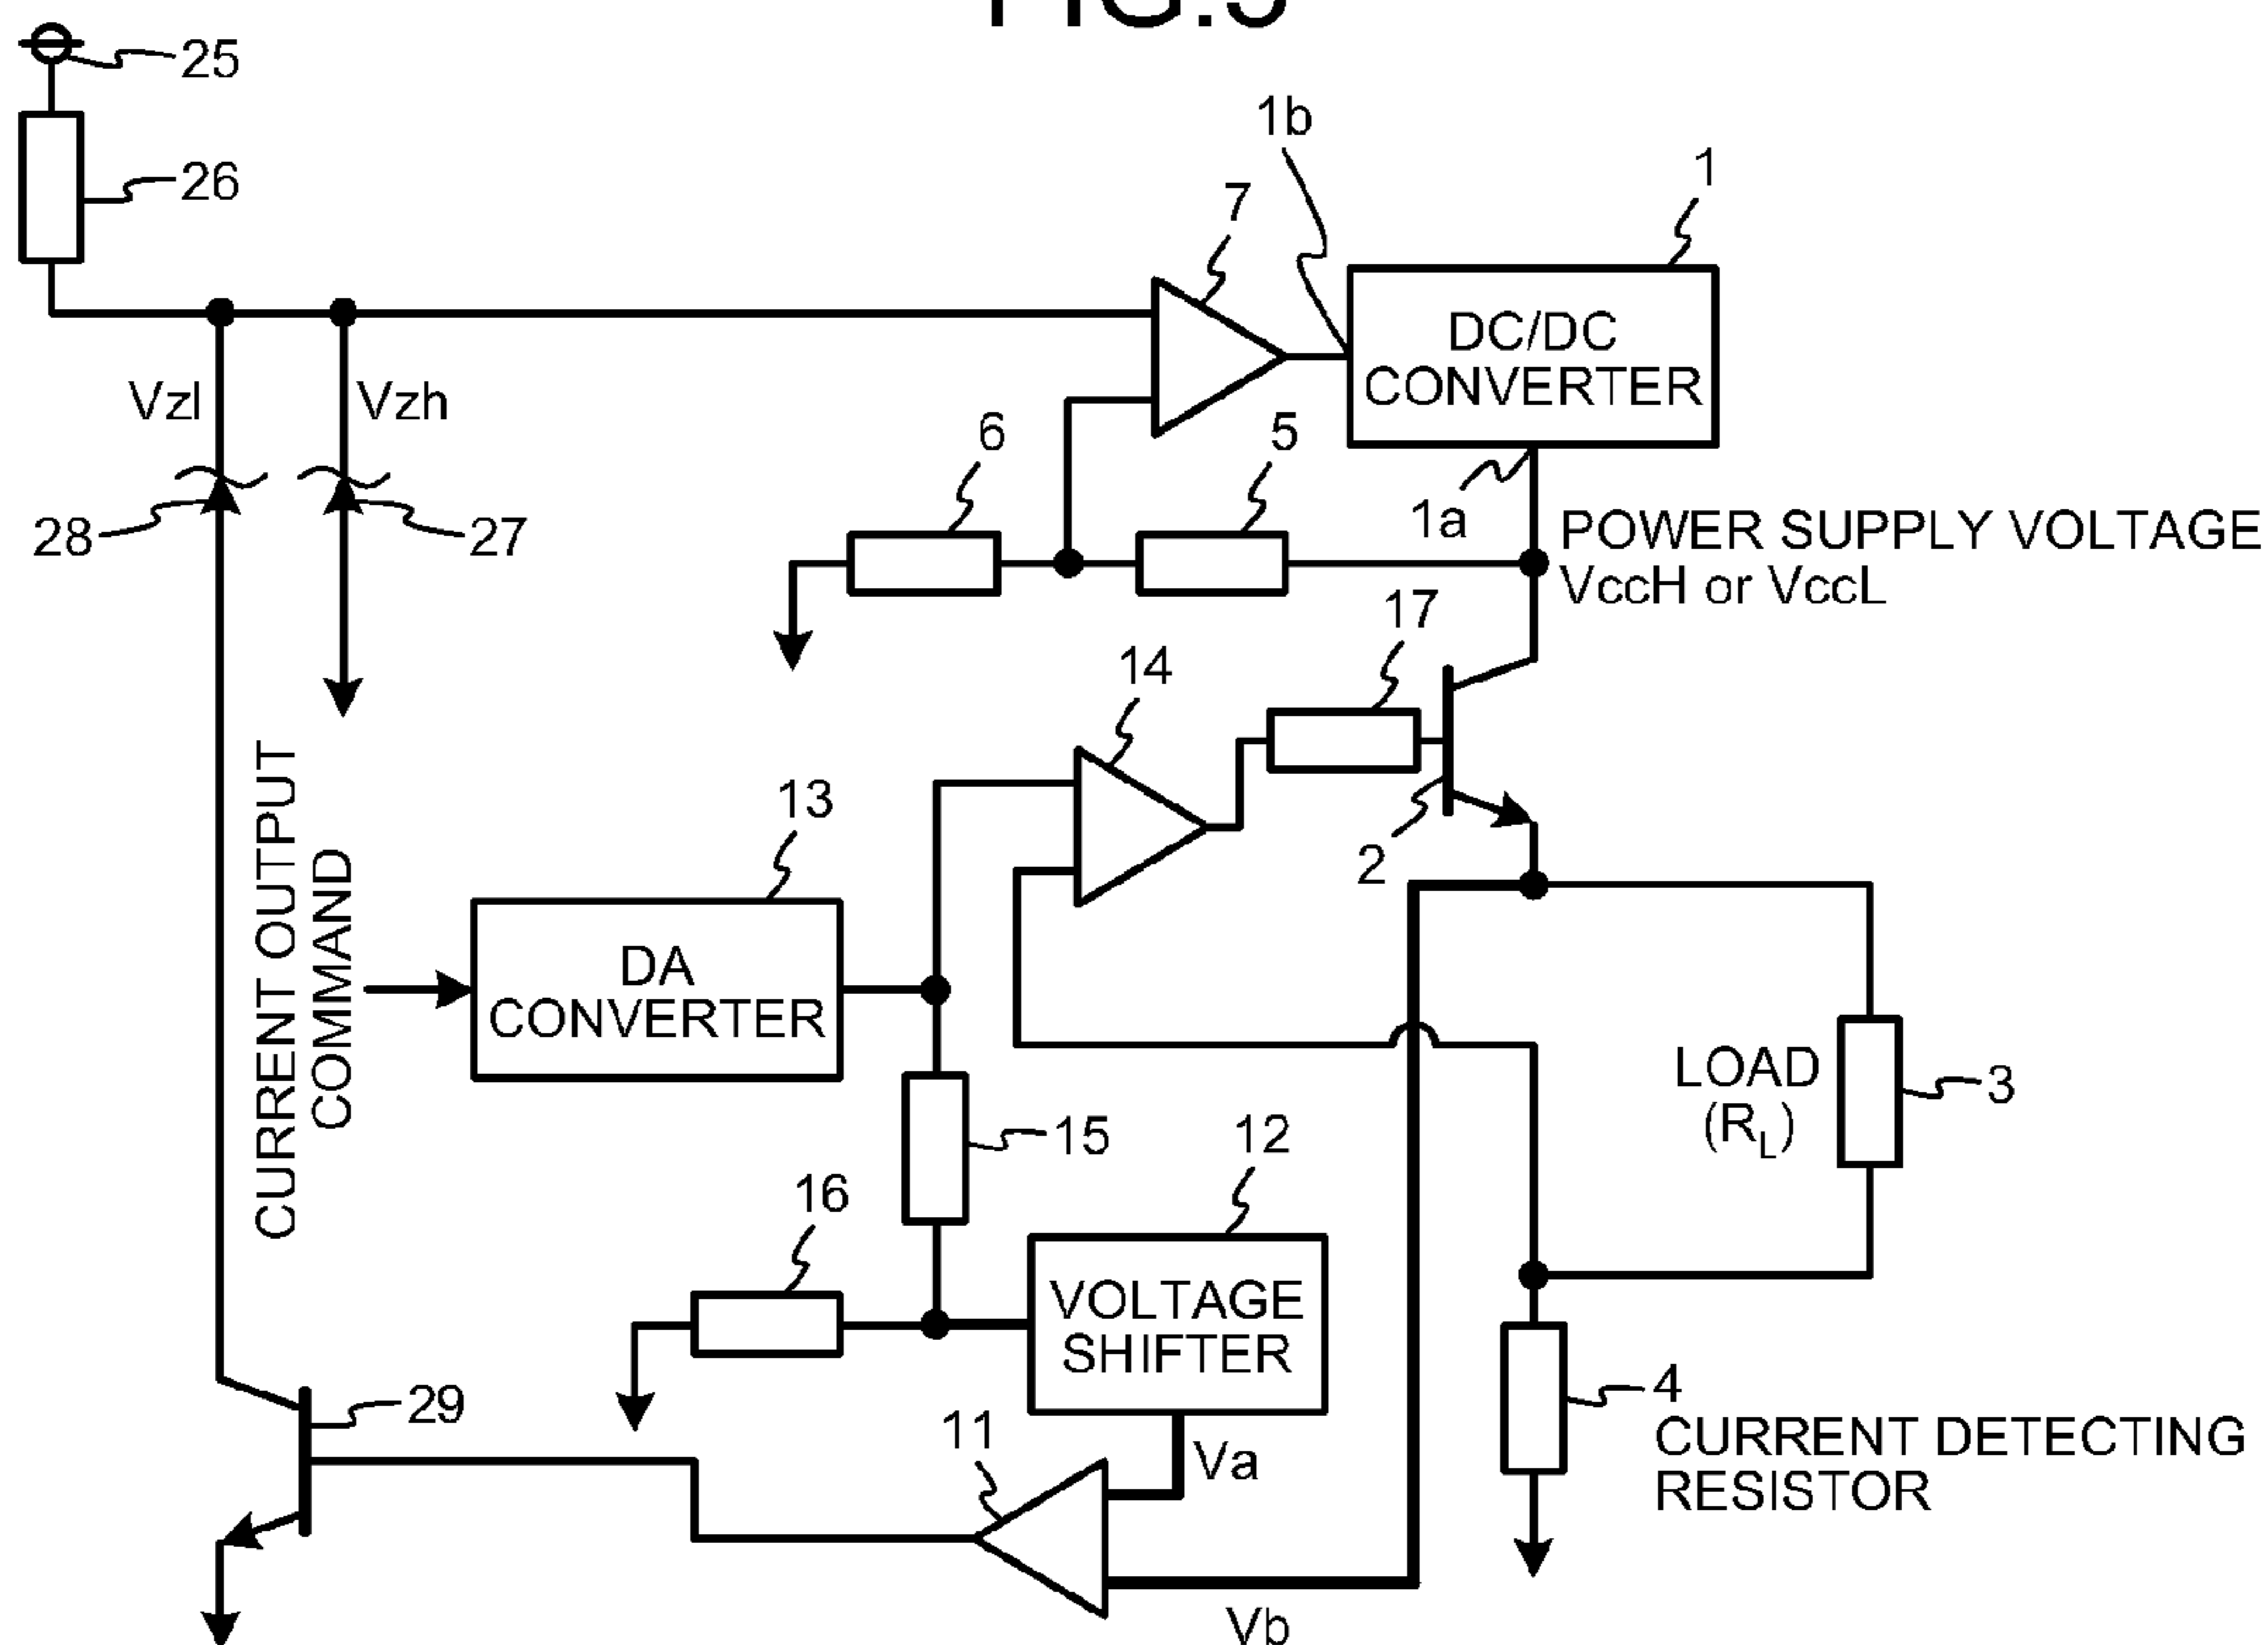 FIG.5
25
26
1b
1
7
DC/DC
CONVERTER
Vzl
Vzh
6
5
28
27
1a
POWER SUPPLY VOLTAGE
VccH or VccL
17
14
13
2
CURRENT OUTPUT
COMMAND
DA
CONVERTER
LOAD
(RL)
3
15
12
16
VOLTAGE
SHIFTER
29
11
Va
4
CURRENT DETECTING
RESISTOR
Vb